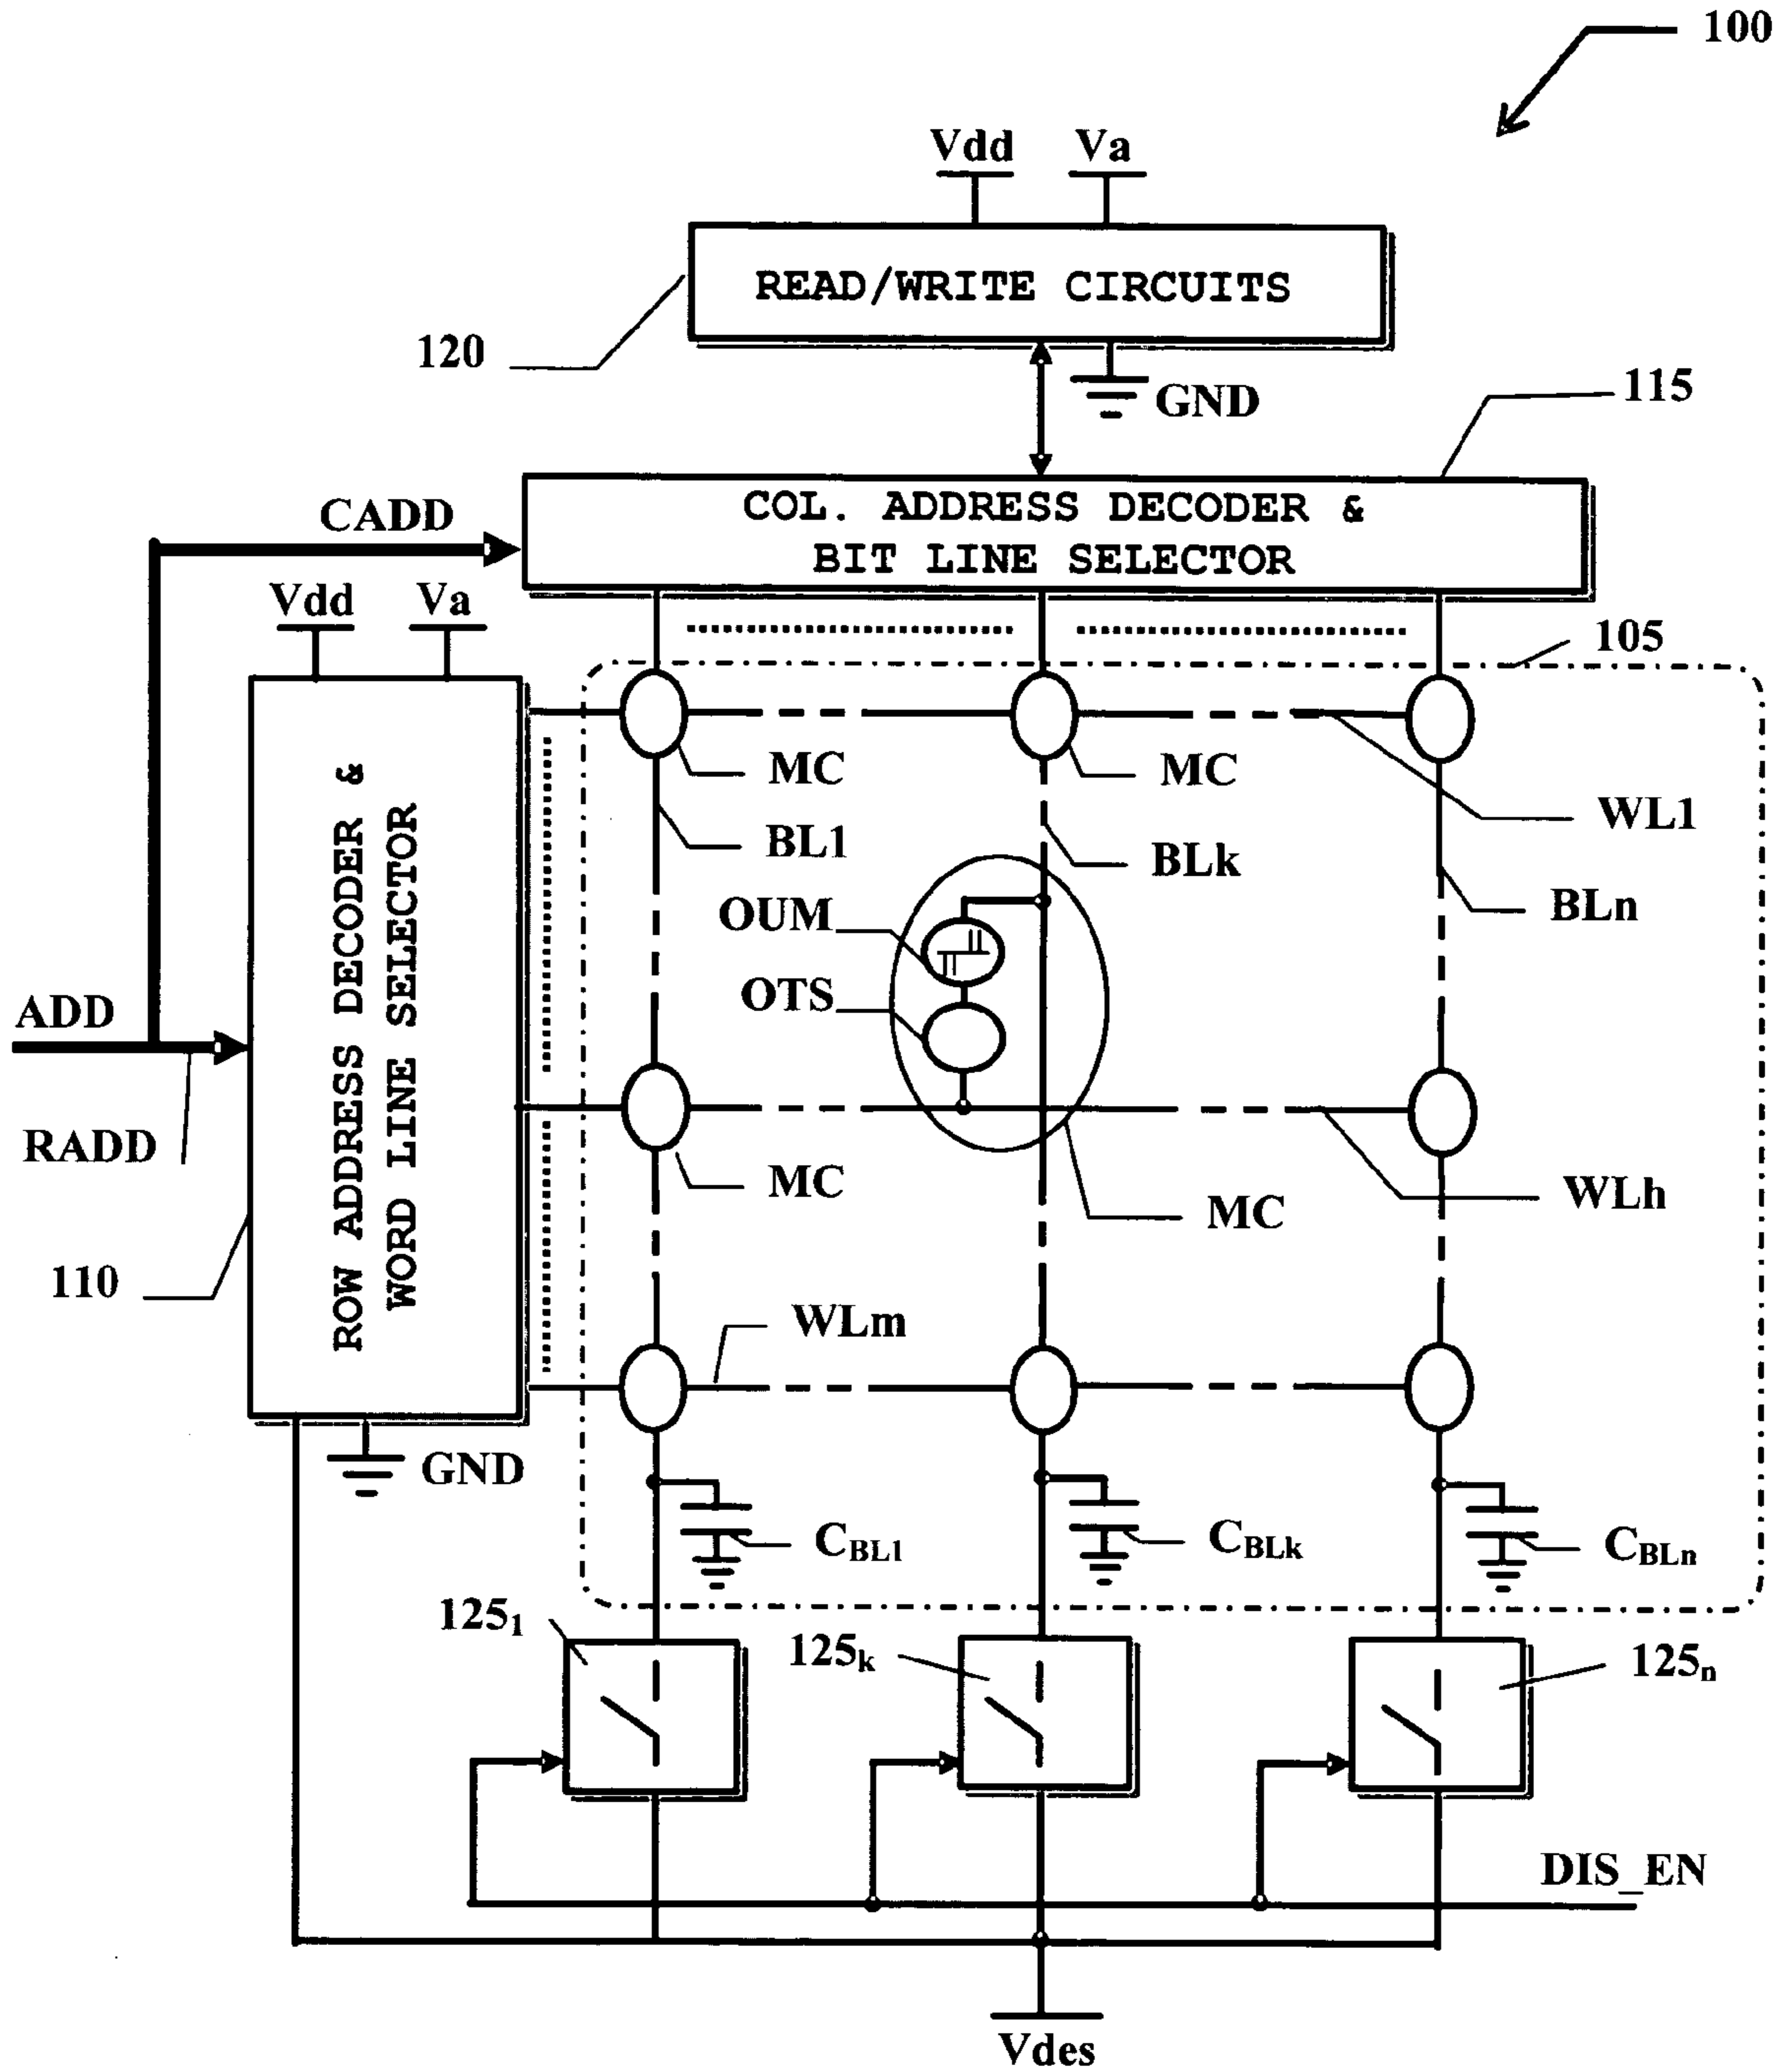 100
Vdd
Va
READ/WRITE CIRCUITS
120
GND
115
COL. ADDRESS DECODER &
BIT LINE SELECTOR
CADD
Vdd
Va
105
MC
MC
WL1
BL1
BLk
BLn
OUM
OTS
ADD
RADD
ROW ADDRESS DECODER &
WORD LINE SELECTOR
MC
MC
WLh
110
WLm
GND
CBL1
CBLk
CBLn
1251
125k
125n
DIS_EN
Vdes